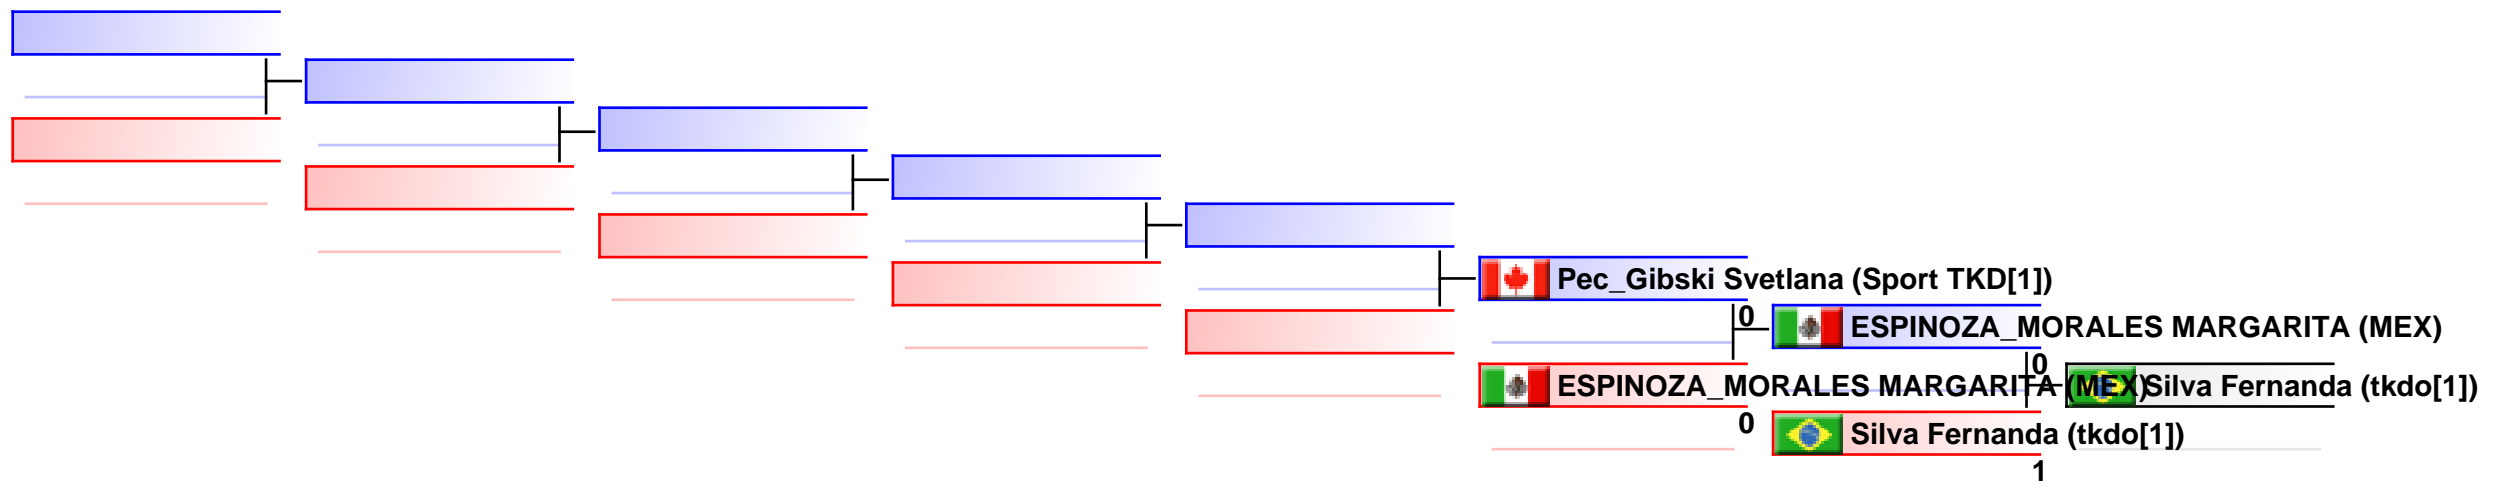 Pec_Gibski Svetlana (Sport TKD[1])
0
ESPINOZA_MORALES MARGARITA (MEX)
0
ESPINOZA_MORALES MARGARITA (MEX)
Silva Fernanda (tkdo[1])
0
Silva Fernanda (tkdo[1])
1